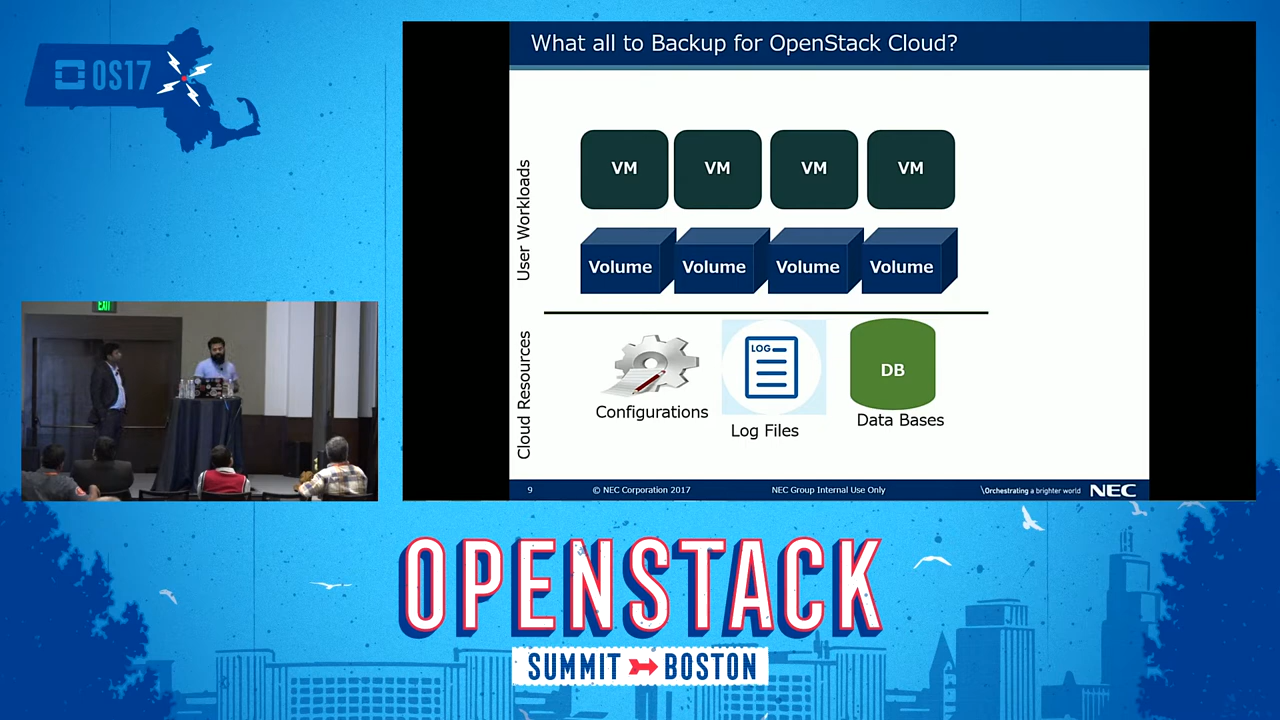 OS17
What all to Backup for OpenStack Cloud?
User Workloads
VM VM VM VM
Volume Volume Volume Volume
Cloud Resources
LOG
DB
Configurations
Log Files
Data Bases
9 © NEC Corporation 2017 NEC Group Internal Use Only \Orchestrating a brighter world NEC
EXIT
OPENSTACK
SUMMIT BOSTON